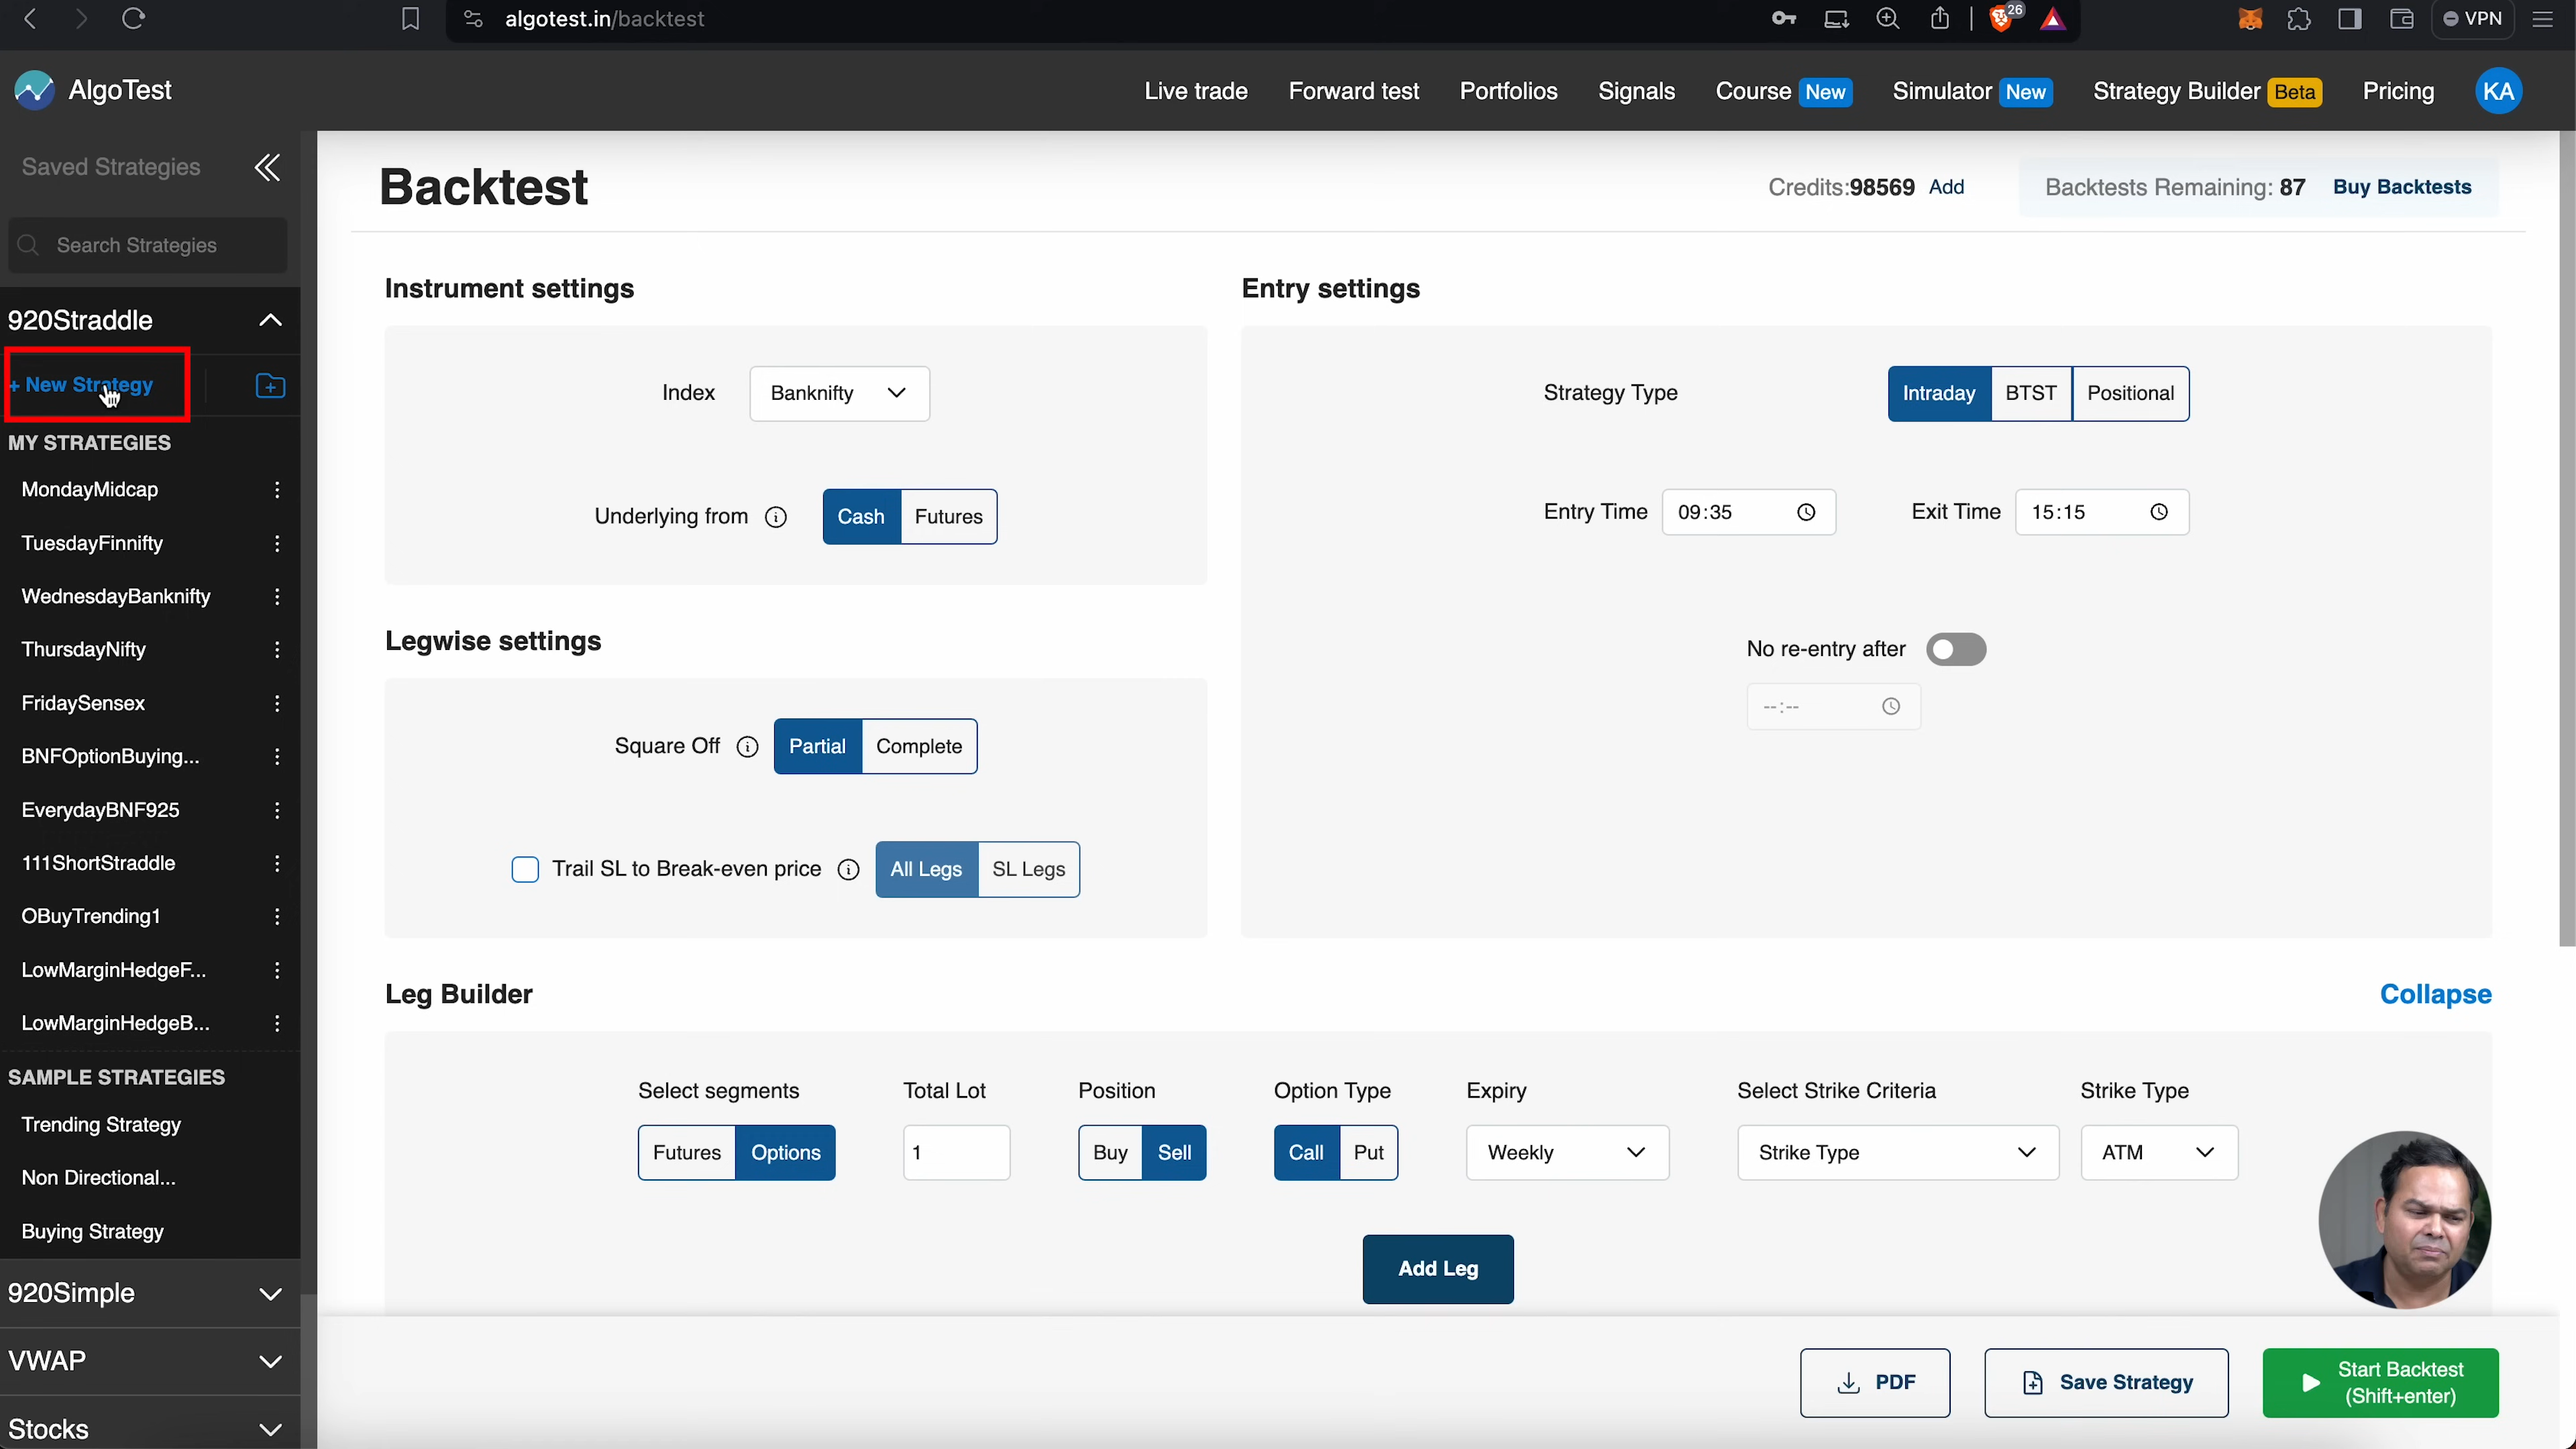 algotest.in/backtest
26
VPN
AlgoTest
Live trade
Forward test
Portfolios
Signals
Course New
Simulator New
Strategy Builder Beta
Pricing
KA
Saved Strategies
Search Strategies
920Straddle
+ New Strategy
MY STRATEGIES
MondayMidcap
TuesdayFinnifty
WednesdayBanknifty
ThursdayNifty
FridaySensex
BNFOptionBuying...
EverydayBNF925
111ShortStraddle
OBuyTrending1
LowMarginHedgeF...
LowMarginHedgeB...
SAMPLE STRATEGIES
Trending Strategy
Non Directional...
Buying Strategy
920Simple
VWAP
Stocks
Backtest
Credits:98569 Add
Backtests Remaining: 87 Buy Backtests
Instrument settings
Index Banknifty
Underlying from Cash Futures
Legwise settings
Square Off Partial Complete
Trail SL to Break-even price All Legs SL Legs
Entry settings
Strategy Type Intraday BTST Positional
Entry Time 09:35 Exit Time 15:15
No re-entry after
--:--
Leg Builder
Collapse
Select segments Total Lot Position Option Type Expiry Select Strike Criteria Strike Type
Futures Options 1 Buy Sell Call Put Weekly Strike Type ATM
Add Leg
PDF
Save Strategy
Start Backtest
(Shift+enter)